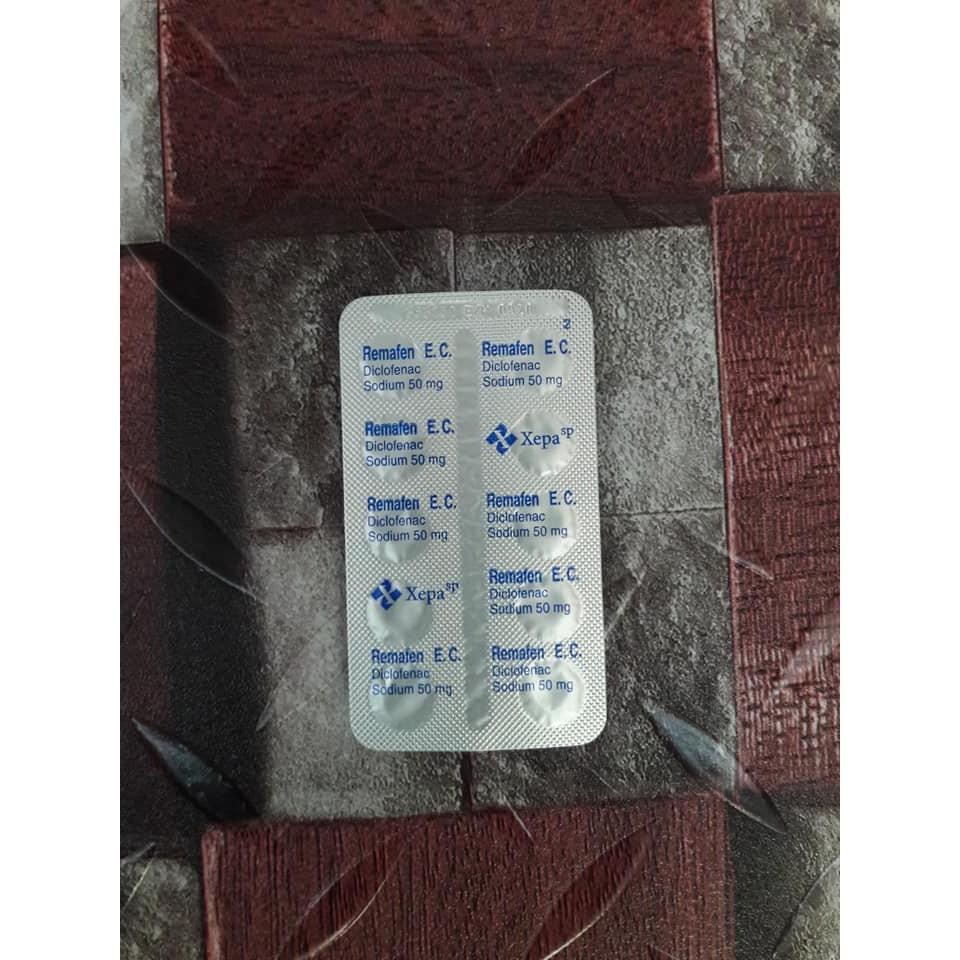 2
Remafen E.C.
Diclofenac
Sodium 50 mg
Remafen E.C.
Diclofenac
Sodium 50 mg
Remafen E.C.
Diclofenac
Sodium 50 mg
Xepa sp
Remafen E.C.
Diclofenac
Sodium 50 mg
Remafen E.C.
Diclofenac
Sodium 50 mg
Xepa sp
Remafen E.C.
Diclofenac
Sodium 50 mg
Remafen E.C.
Diclofenac
Sodium 50 mg
Remafen E.C.
Diclofenac
Sodium 50 mg